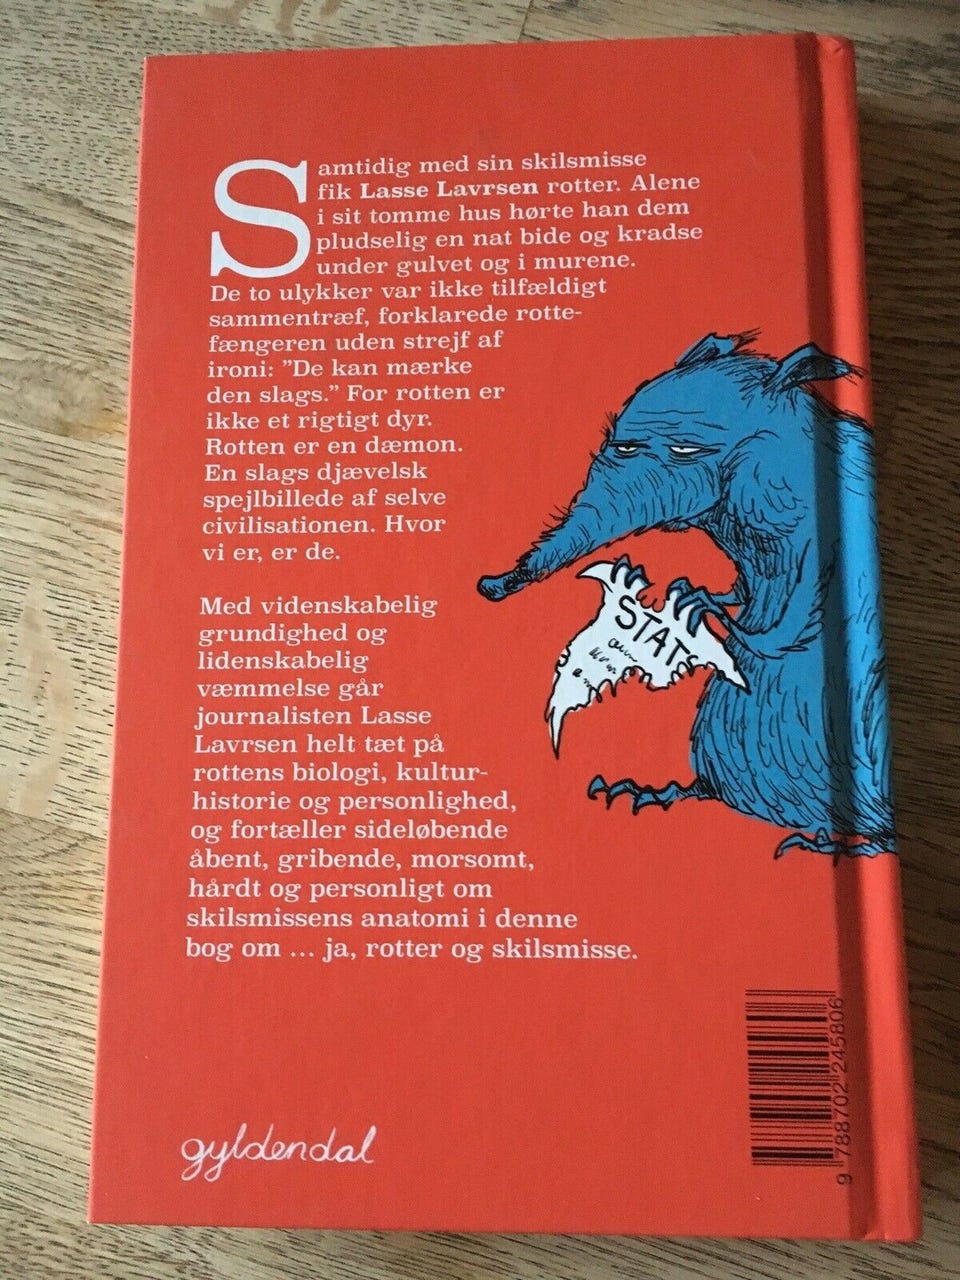 Samtidig med sin skilsmisse
fik Lasse Lavrsen rotter. Alene
i sit tomme hus hørte han dem
pludselig en nat bide og kradse
under gulvet og i murene.
De to ulykker var ikke tilfældigt
sammentræf, forklarede rotte-
fængeren uden strejf af
ironi: ”De kan mærke
den slags.” For rotten er
ikke et rigtigt dyr.
Rotten er en dæmon.
En slags djævelsk
spejlbillede af selve
civilisationen. Hvor
vi er, er de.
Med videnskabelig
grundighed og
lidenskabelig
væmmelse går
journalisten Lasse
Lavrsen helt tæt på
rottens biologi, kultur-
historie og personlighed,
og fortæller sideløbende
åbent, gribende, morsomt,
hårdt og personligt om
skilsmissens anatomi i denne
bog om ... ja, rotter og skilsmisse.
STATS
gyldendal
9 788702 245806